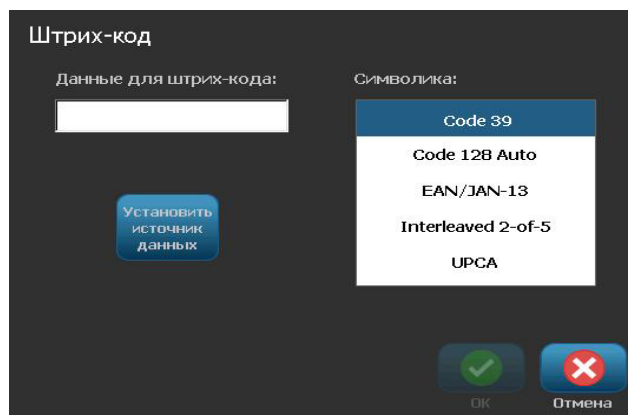 Штрих-код
Данные для штрих-кода:
Символика:
Code 39
Code 128 Auto
EAN/JAN-13
Interleaved 2-of-5
UPCA
Установить
источник
данных
OK
Отмена